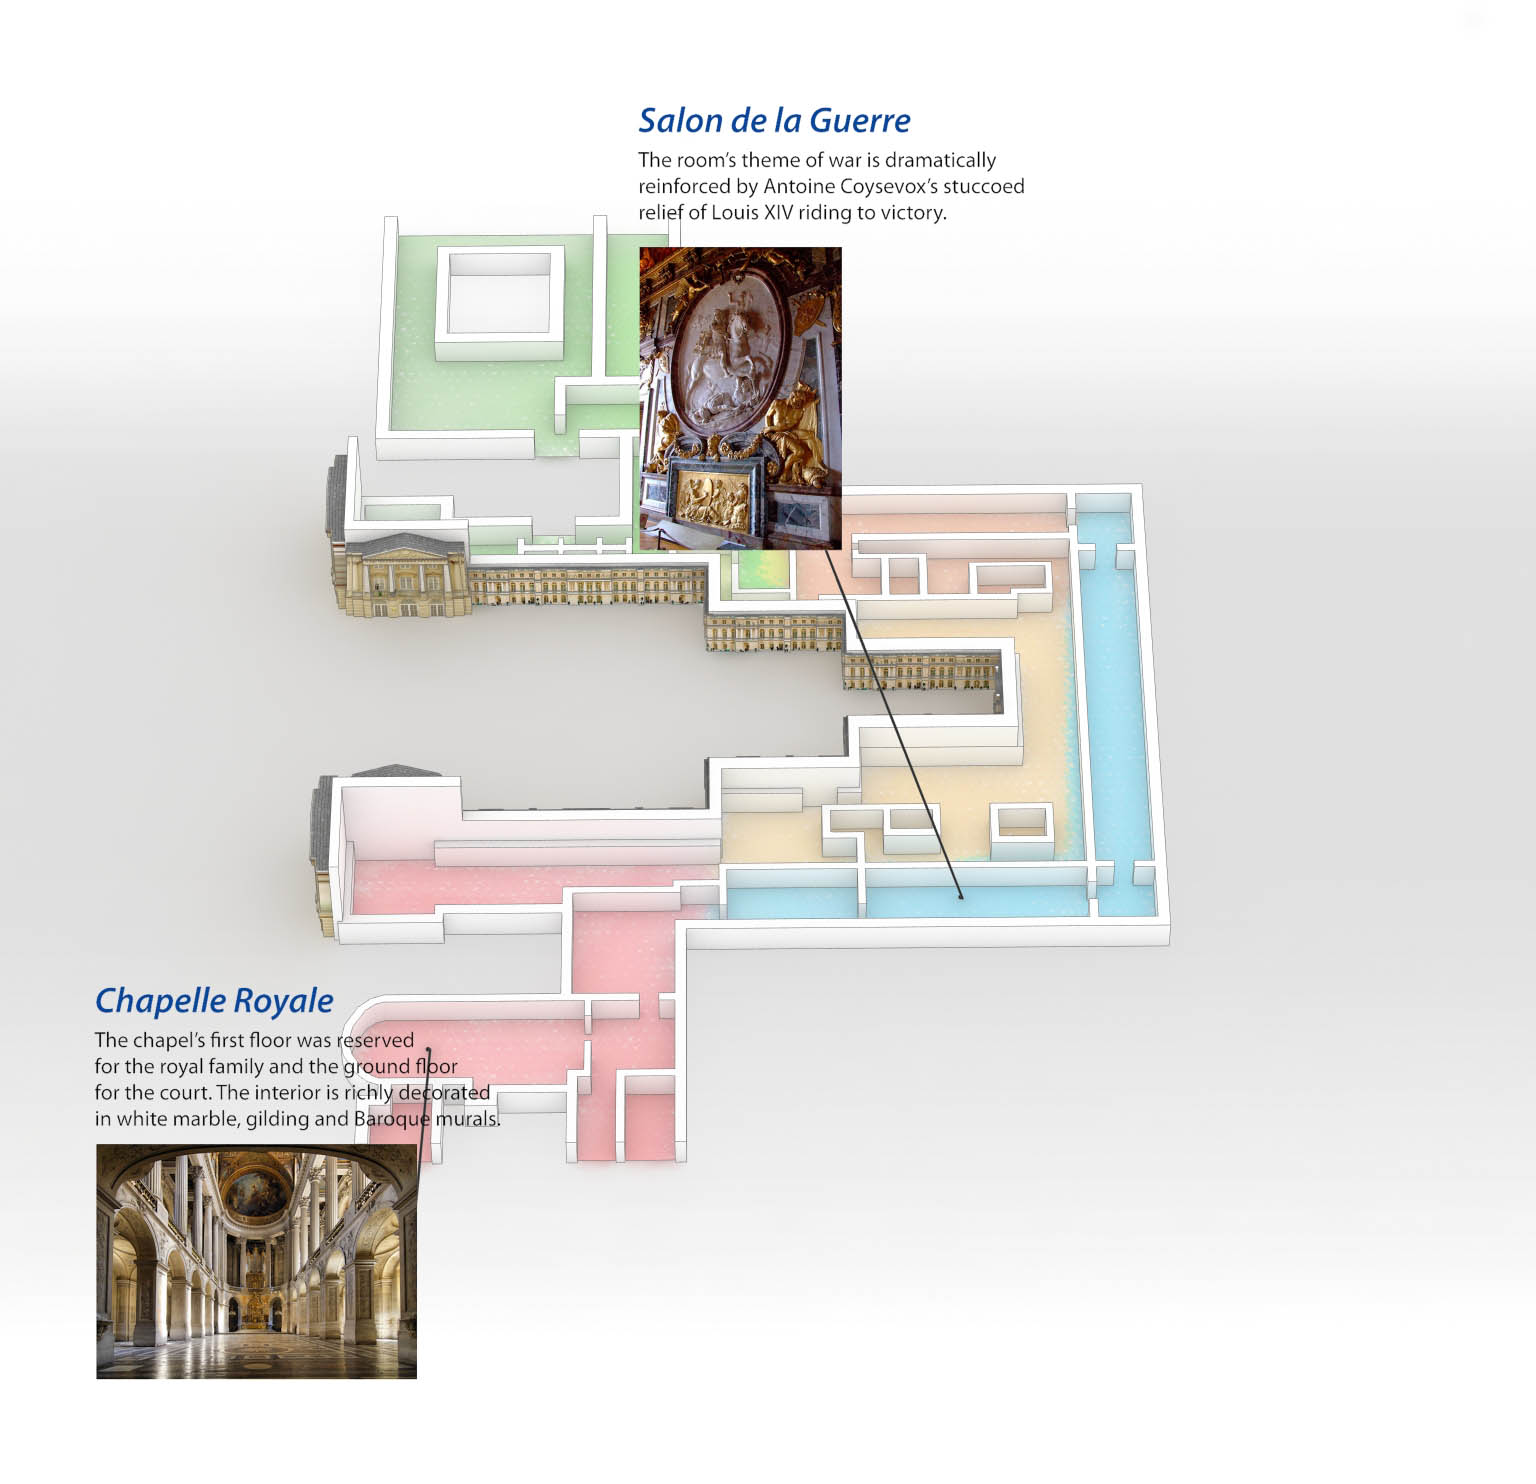 Salon de la Guerre
The room’s theme of war is dramatically
reinforced by Antoine Coysevox’s stuccoed
relief of Louis XIV riding to victory.
Chapelle Royale
The chapel’s first floor was reserved
for the royal family and the ground floor
for the court. The interior is richly decorated
in white marble, gilding and Baroque murals.